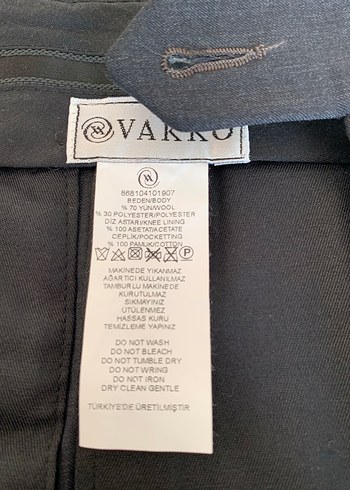 VAKKO
868104101907
BEDEN/BODY
% 70 YÜN/WOOL
% 30 POLYESTER/POLYESTER
DİZ ASTARI/KNEE LINING
% 100 ASETAT/ACETATE
CEPLİK/POCKETTING
% 100 PAMUK/COTTON
P
MAKİNEDE YIKANMAZ
AĞARTICI KULLANILMAZ
TAMBURLU MAKİNADA
KURUTULMAZ
SIKMAYINIZ
ÜTÜLENMEZ
HASSAS KURU
TEMİZLEME YAPINIZ
DO NOT WASH
DO NOT BLEACH
DO NOT TUMBLE DRY
DO NOT WRING
DO NOT IRON
DRY CLEAN GENTLE
TÜRKİYE'DE ÜRETİLMİŞTİR